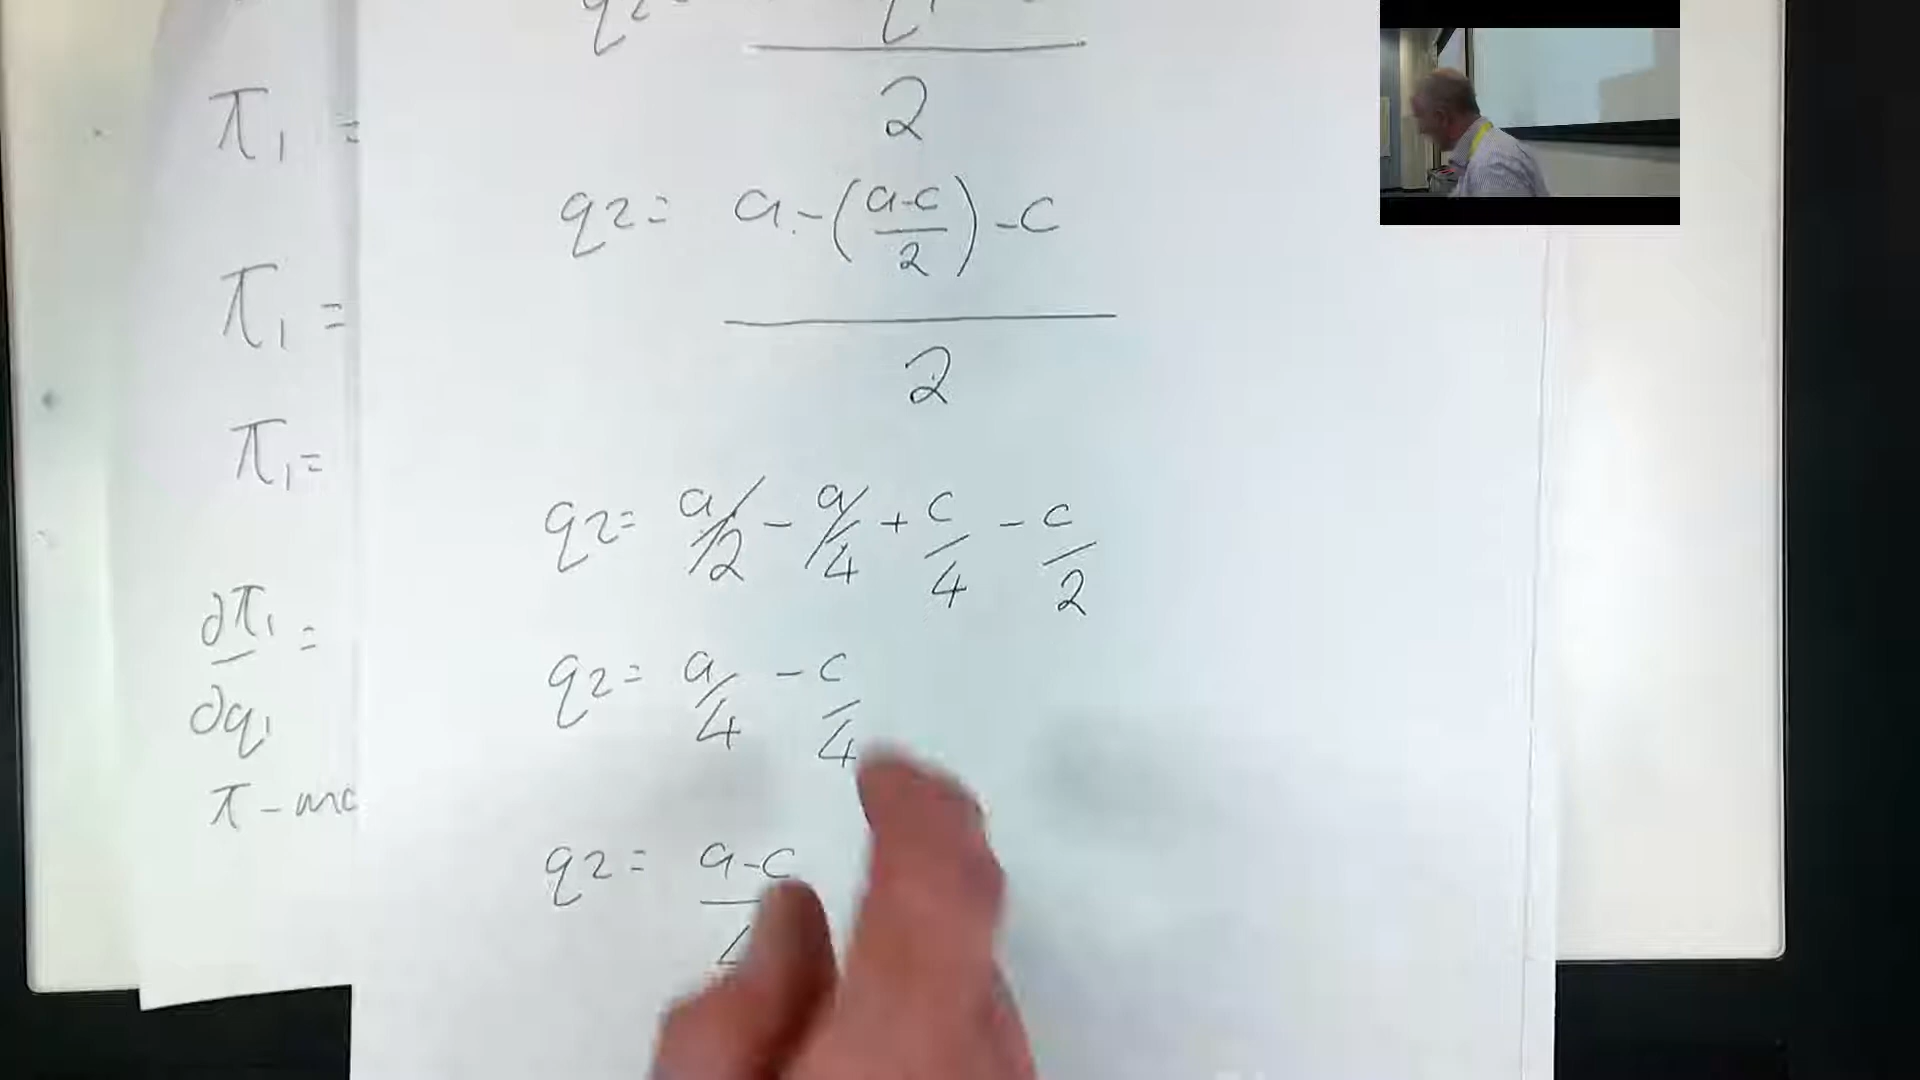 π₁ =
π₁ =
π₁=
∂π₁ =
∂q₁
π-mc
q2
q1
2
q2= a-(a-c/2)-c
2
q2= a/2 - a/4 + c/4 - c/2
q2= a/4 - c/4
q2= a-c